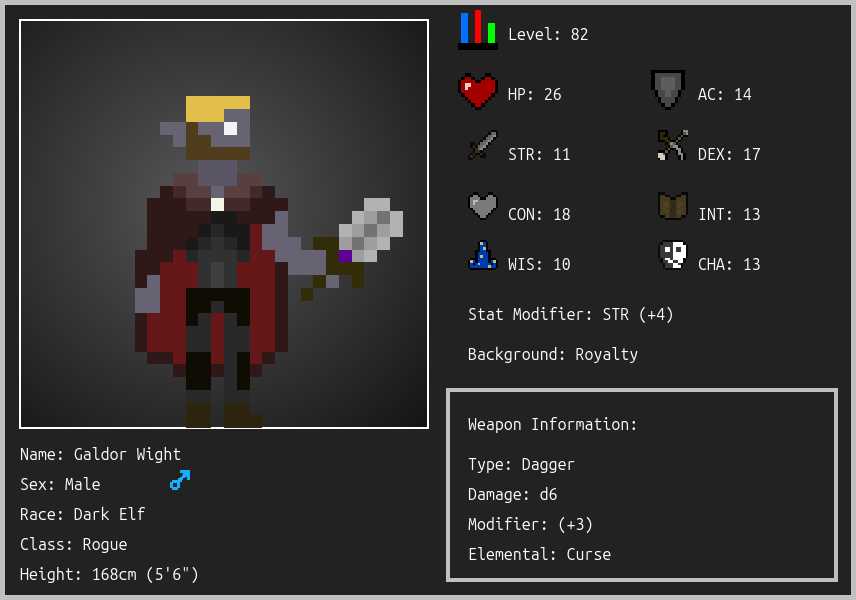 Level: 82
HP: 26
AC: 14
STR: 11
DEX: 17
CON: 18
INT: 13
WIS: 10
CHA: 13
Stat Modifier: STR (+4)
Background: Royalty
Weapon Information:
Type: Dagger
Damage: d6
Modifier: (+3)
Elemental: Curse
Name: Galdor Wight
Sex: Male
Race: Dark Elf
Class: Rogue
Height: 168cm (5'6")